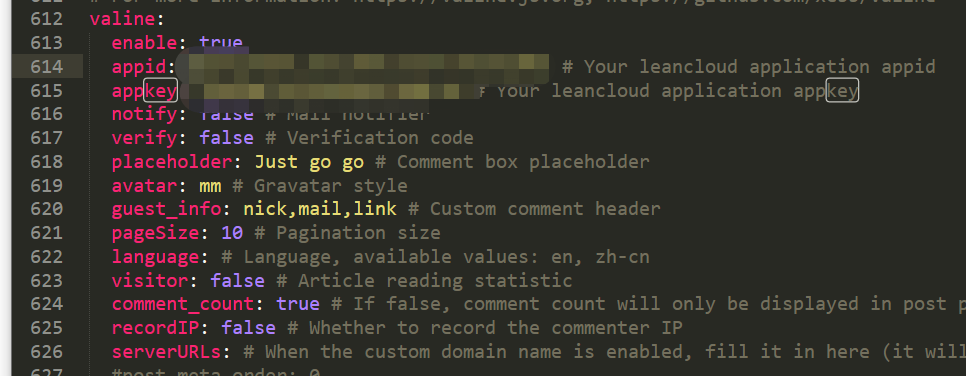 # For more information: https://valine.js.org, https://github.com/xCss/Valine
612 valine:
613 enable: true
614 appid: # Your leancloud application appid
615 appkey # Your leancloud application appkey
616 notify: false # Mail notifier
617 verify: false # Verification code
618 placeholder: Just go go # Comment box placeholder
619 avatar: mm # Gravatar style
620 guest_info: nick,mail,link # Custom comment header
621 pageSize: 10 # Pagination size
622 language: # Language, available values: en, zh-cn
623 visitor: false # Article reading statistic
624 comment_count: true # If false, comment count will only be displayed in post p
625 recordIP: false # Whether to record the commenter IP
626 serverURLs: # When the custom domain name is enabled, fill it in here (it will
627 #post_meta_order: 0